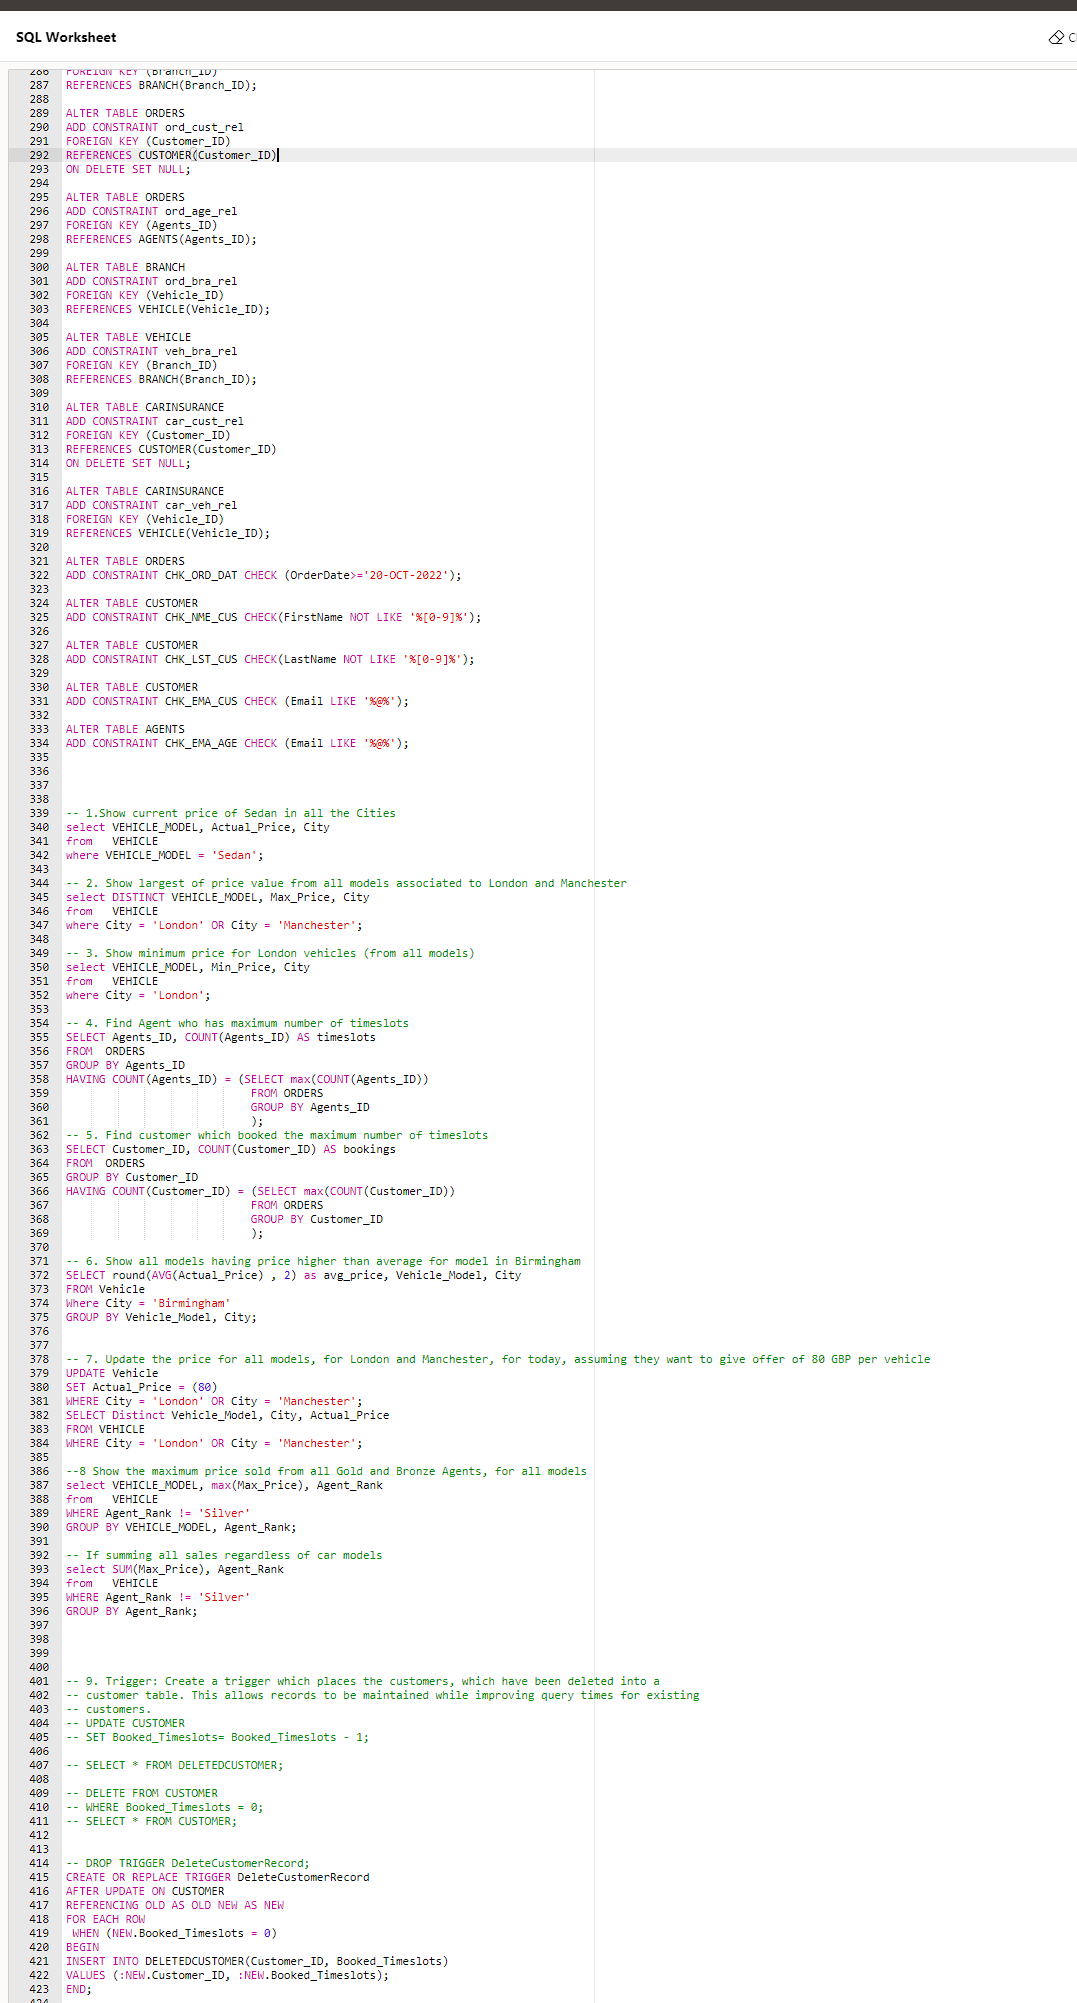 SQL Worksheet
286 FOREIGN KEY (Branch_ID)
287 REFERENCES BRANCH(Branch_ID);
288
289 ALTER TABLE ORDERS
290 ADD CONSTRAINT ord_cust_rel
291 FOREIGN KEY (Customer_ID)
292 REFERENCES CUSTOMER(Customer_ID)
293 ON DELETE SET NULL;
294
295 ALTER TABLE ORDERS
296 ADD CONSTRAINT ord_age_rel
297 FOREIGN KEY (Agents_ID)
298 REFERENCES AGENTS(Agents_ID);
299
300 ALTER TABLE BRANCH
301 ADD CONSTRAINT ord_bra_rel
302 FOREIGN KEY (Vehicle_ID)
303 REFERENCES VEHICLE(Vehicle_ID);
304
305 ALTER TABLE VEHICLE
306 ADD CONSTRAINT veh_bra_rel
307 FOREIGN KEY (Branch_ID)
308 REFERENCES BRANCH(Branch_ID);
309
310 ALTER TABLE CARINSURANCE
311 ADD CONSTRAINT car_cust_rel
312 FOREIGN KEY (Customer_ID)
313 REFERENCES CUSTOMER(Customer_ID)
314 ON DELETE SET NULL;
315
316 ALTER TABLE CARINSURANCE
317 ADD CONSTRAINT car_veh_rel
318 FOREIGN KEY (Vehicle_ID)
319 REFERENCES VEHICLE(Vehicle_ID);
320
321 ALTER TABLE ORDERS
322 ADD CONSTRAINT CHK_ORD_DAT CHECK (OrderDate>='20-OCT-2022');
323
324 ALTER TABLE CUSTOMER
325 ADD CONSTRAINT CHK_NME_CUS CHECK(FirstName NOT LIKE '%[0-9]%');
326
327 ALTER TABLE CUSTOMER
328 ADD CONSTRAINT CHK_LST_CUS CHECK(LastName NOT LIKE '%[0-9]%');
329
330 ALTER TABLE CUSTOMER
331 ADD CONSTRAINT CHK_EMA_CUS CHECK (Email LIKE '%@%');
332
333 ALTER TABLE AGENTS
334 ADD CONSTRAINT CHK_EMA_AGE CHECK (Email LIKE '%@%');
335
336
337
338
339 -- 1.Show current price of Sedan in all the Cities
340 select VEHICLE_MODEL, Actual_Price, City
341 from   VEHICLE
342 where VEHICLE_MODEL = 'Sedan';
343
344 -- 2. Show largest of price value from all models associated to London and Manchester
345 select DISTINCT VEHICLE_MODEL, Max_Price, City
346 from   VEHICLE
347 where City = 'London' OR City = 'Manchester';
348
349 -- 3. Show minimum price for London vehicles (from all models)
350 select VEHICLE_MODEL, Min_Price, City
351 from   VEHICLE
352 where City = 'London';
353
354 -- 4. Find Agent who has maximum number of timeslots
355 SELECT Agents_ID, COUNT(Agents_ID) AS timeslots
356 FROM  ORDERS
357 GROUP BY Agents_ID
358 HAVING COUNT(Agents_ID) = (SELECT max(COUNT(Agents_ID))
359 FROM ORDERS
360 GROUP BY Agents_ID
361 );
362 -- 5. Find customer which booked the maximum number of timeslots
363 SELECT Customer_ID, COUNT(Customer_ID) AS bookings
364 FROM  ORDERS
365 GROUP BY Customer_ID
366 HAVING COUNT(Customer_ID) = (SELECT max(COUNT(Customer_ID))
367 FROM ORDERS
368 GROUP BY Customer_ID
369 );
370
371 -- 6. Show all models having price higher than average for model in Birmingham
372 SELECT round(AVG(Actual_Price) , 2) as avg_price, Vehicle_Model, City
373 FROM Vehicle
374 Where City = 'Birmingham'
375 GROUP BY Vehicle_Model, City;
376
377
378 -- 7. Update the price for all models, for London and Manchester, for today, assuming they want to give offer of 80 GBP per vehicle
379 UPDATE Vehicle
380 SET Actual_Price = (80)
381 WHERE City = 'London' OR City = 'Manchester';
382 SELECT Distinct Vehicle_Model, City, Actual_Price
383 FROM VEHICLE
384 WHERE City = 'London' OR City = 'Manchester';
385
386 --8 Show the maximum price sold from all Gold and Bronze Agents, for all models
387 select VEHICLE_MODEL, max(Max_Price), Agent_Rank
388 from   VEHICLE
389 WHERE Agent_Rank != 'Silver'
390 GROUP BY VEHICLE_MODEL, Agent_Rank;
391
392 -- If summing all sales regardless of car models
393 select SUM(Max_Price), Agent_Rank
394 from   VEHICLE
395 WHERE Agent_Rank != 'Silver'
396 GROUP BY Agent_Rank;
397
398
399
400
401 -- 9. Trigger: Create a trigger which places the customers, which have been deleted into a
402 -- customer table. This allows records to be maintained while improving query times for existing
403 -- customers.
404 -- UPDATE CUSTOMER
405 -- SET Booked_Timeslots= Booked_Timeslots - 1;
406
407 -- SELECT * FROM DELETEDCUSTOMER;
408
409 -- DELETE FROM CUSTOMER
410 -- WHERE Booked_Timeslots = 0;
411 -- SELECT * FROM CUSTOMER;
412
413
414 -- DROP TRIGGER DeleteCustomerRecord;
415 CREATE OR REPLACE TRIGGER DeleteCustomerRecord
416 AFTER UPDATE ON CUSTOMER
417 REFERENCING OLD AS OLD NEW AS NEW
418 FOR EACH ROW
419  WHEN (NEW.Booked_Timeslots = 0)
420 BEGIN
421 INSERT INTO DELETEDCUSTOMER(Customer_ID, Booked_Timeslots)
422 VALUES (:NEW.Customer_ID, :NEW.Booked_Timeslots);
423 END;